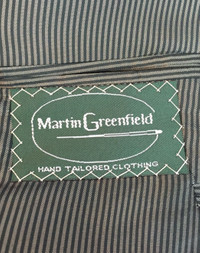 Martin Greenfield
HAND TAILORED CLOTHING